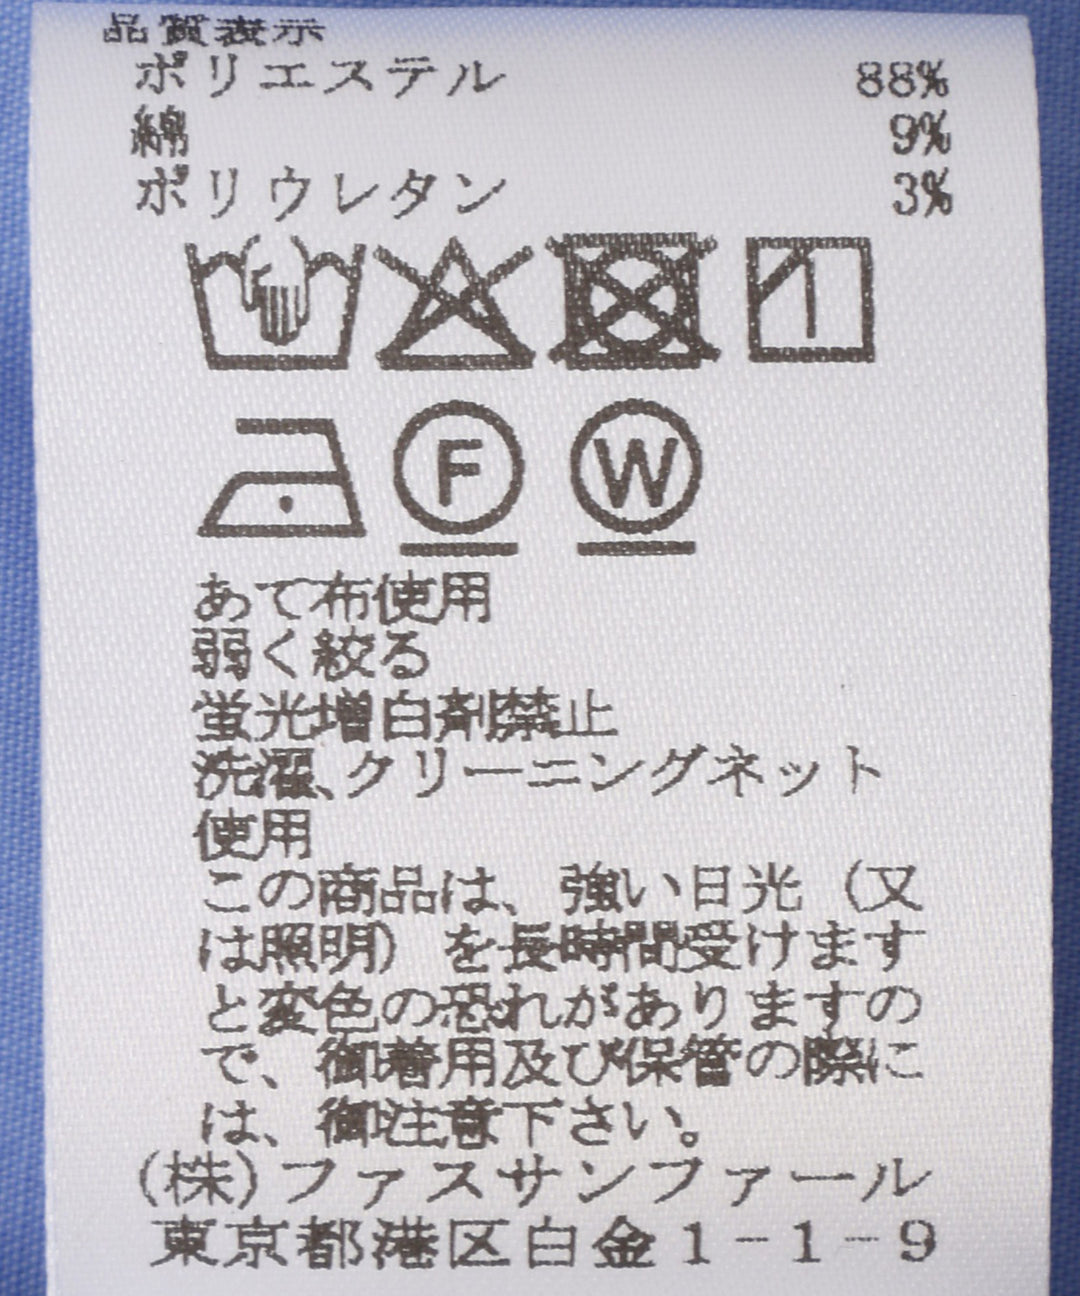 品質表示
ポリエステル 88%
綿 9%
ポリウレタン 3%
F W
あて布使用
弱く絞る
蛍光増白剤禁止
洗濯、クリーニングネット
使用
この商品は、強い日光（又
は照明）を長時間受けます
と変色の恐れがありますの
で、御着用及び保管の際に
は、御注意下さい。
(株)ファスサンファール
東京都港区白金1-1-9